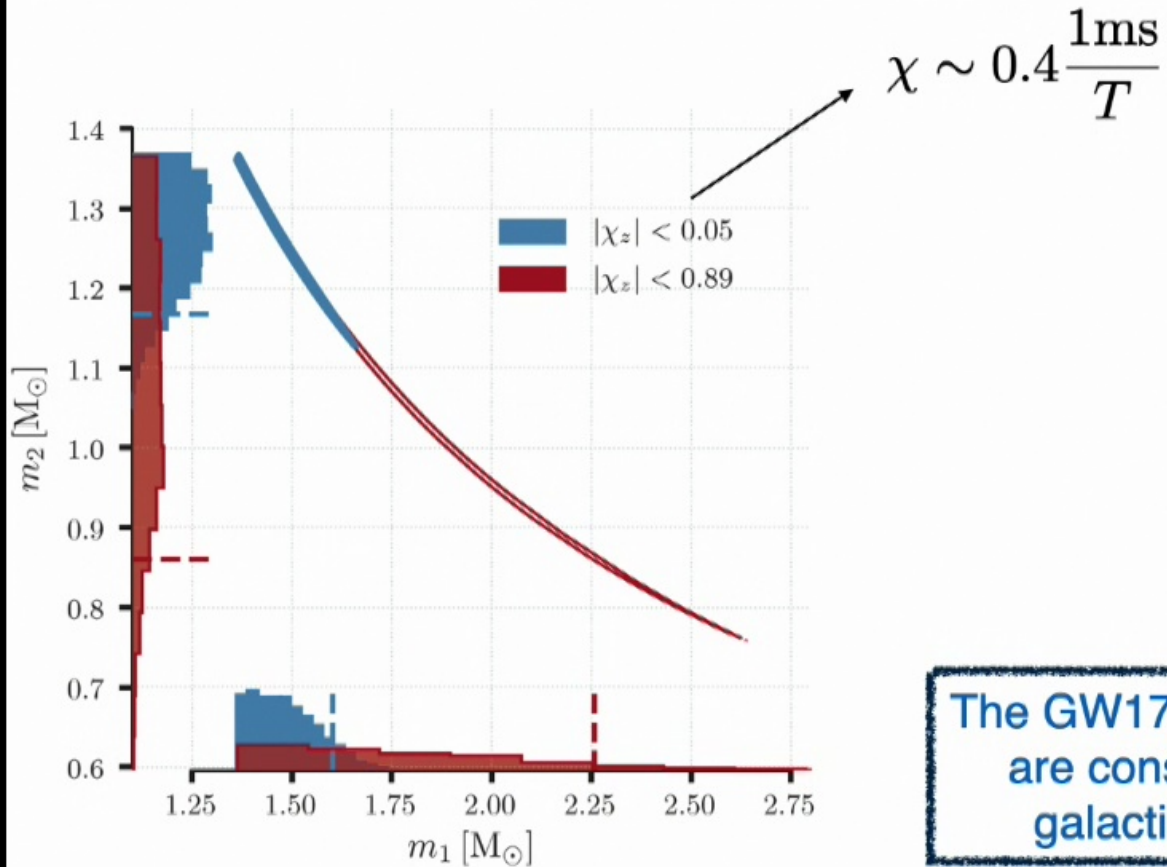 χ ~ 0.4 1ms/T
1.4
1.3
1.2
1.1
1.0
0.9
0.8
0.7
0.6
m₂ [M⊙]
|χz| < 0.05
|χz| < 0.89
1.25 1.50 1.75 2.00 2.25 2.50 2.75
m₁ [M⊙]
The GW17
are cons
galacti